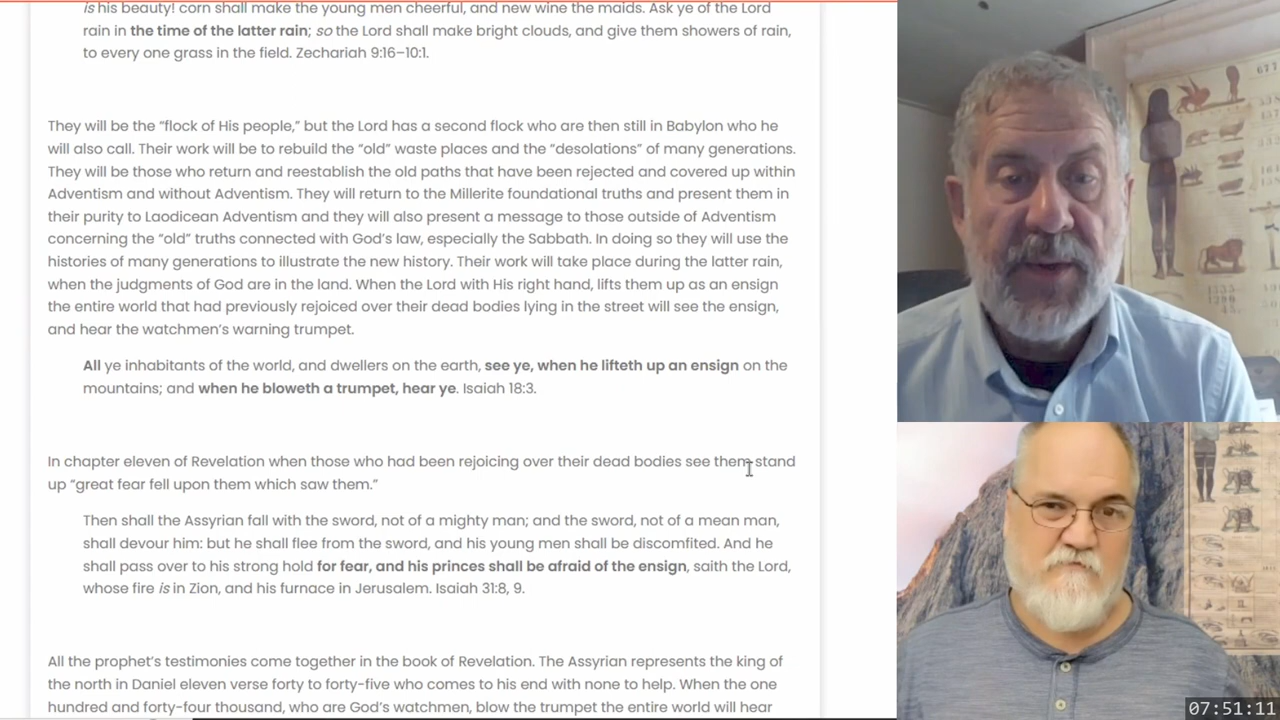 is his beauty! corn shall make the young men cheerful, and new wine the maids. Ask ye of the Lord
rain in the time of the latter rain; so the Lord shall make bright clouds, and give them showers of rain,
to every one grass in the field. Zechariah 9:16–10:1.
They will be the “flock of His people,” but the Lord has a second flock who are then still in Babylon who he
will also call. Their work will be to rebuild the “old” waste places and the “desolations” of many generations.
They will be those who return and reestablish the old paths that have been rejected and covered up within
Adventism and without Adventism. They will return to the Millerite foundational truths and present them in
their purity to Laodicean Adventism and they will also present a message to those outside of Adventism
concerning the “old” truths connected with God’s law, especially the Sabbath. In doing so they will use the
histories of many generations to illustrate the new history. Their work will take place during the latter rain,
when the judgments of God are in the land. When the Lord with His right hand, lifts them up as an ensign
the entire world that had previously rejoiced over their dead bodies lying in the street will see the ensign,
and hear the watchmen’s warning trumpet.
All ye inhabitants of the world, and dwellers on the earth, see ye, when he lifteth up an ensign on the
mountains; and when he bloweth a trumpet, hear ye. Isaiah 18:3.
In chapter eleven of Revelation when those who had been rejoicing over their dead bodies see them stand
up “great fear fell upon them which saw them.”
Then shall the Assyrian fall with the sword, not of a mighty man; and the sword, not of a mean man,
shall devour him: but he shall flee from the sword, and his young men shall be discomfited. And he
shall pass over to his strong hold for fear, and his princes shall be afraid of the ensign, saith the Lord,
whose fire is in Zion, and his furnace in Jerusalem. Isaiah 31:8, 9.
All the prophet’s testimonies come together in the book of Revelation. The Assyrian represents the king of
the north in Daniel eleven verse forty to forty-five who comes to his end with none to help. When the one
hundred and forty-four thousand, who are God’s watchmen, blow the trumpet the entire world will hear
677
07:51:11